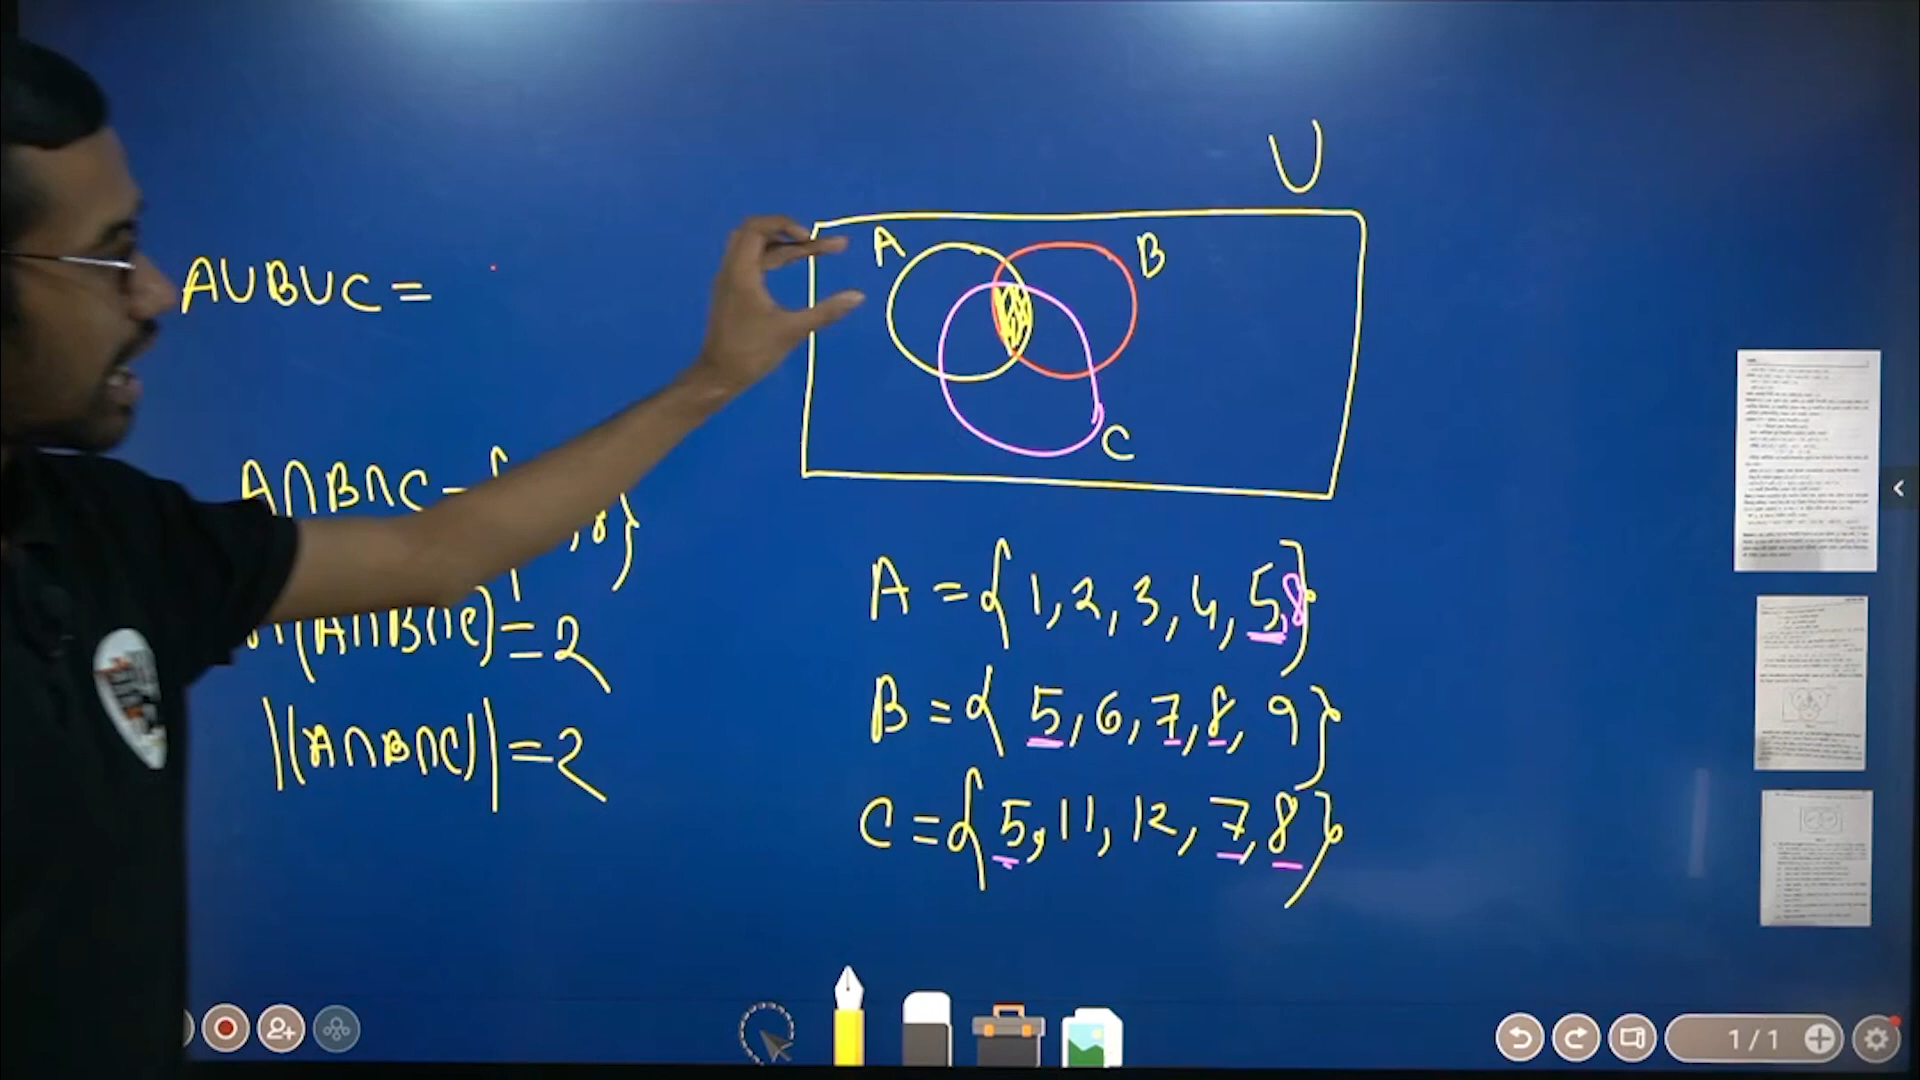 U
A B
A∪B∪C =
C
A∩B∩C = {
,8}
A = {1, 2, 3, 4, 5, 8}
n(A∩B∩C) = 2
B = { 5, 6, 7, 8, 9}
|(A∩B∩C)| = 2
C = {5, 11, 12, 7, 8}
1 / 1